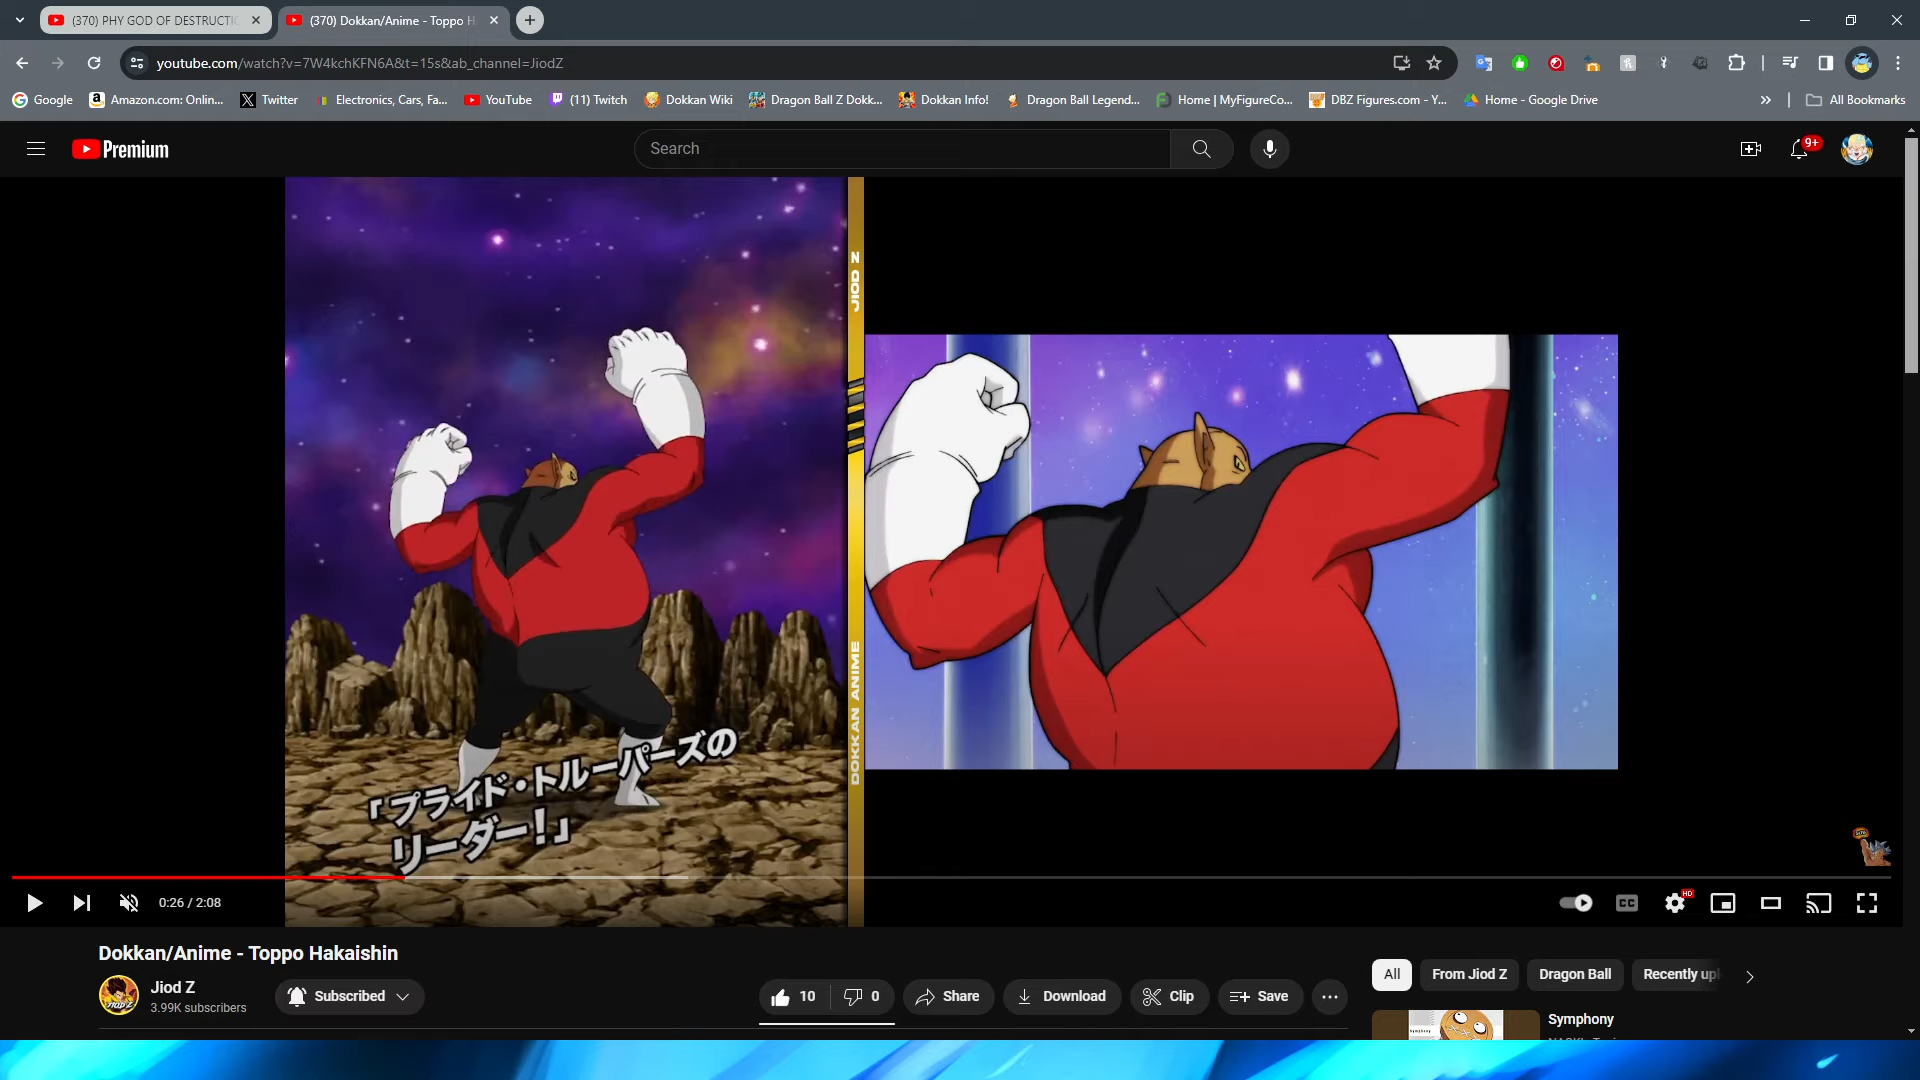 (370) PHY GOD OF DESTRUCTIO
(370) Dokkan/Anime - Toppo H
youtube.com/watch?v=7W4kchKFN6A&t=15s&ab_channel=JiodZ
Google
Amazon.com: Onlin...
Twitter
Electronics, Cars, Fa...
YouTube
(11) Twitch
Dokkan Wiki
Dragon Ball Z Dokk...
Dokkan Info!
Dragon Ball Legend...
Home | MyFigureCo...
DBZ Figures.com - Y...
Home - Google Drive
»
All Bookmarks
Premium
Search
9+
JIOD Z
DOKKAN ANIME
「プライド・トルーパーズの
リーダー!」
0:26 / 2:08
CC
HD
Dokkan/Anime - Toppo Hakaishin
Jiod Z
3.99K subscribers
Subscribed
10
0
Share
Download
Clip
Save
All
From Jiod Z
Dragon Ball
Recently upl
Symphony